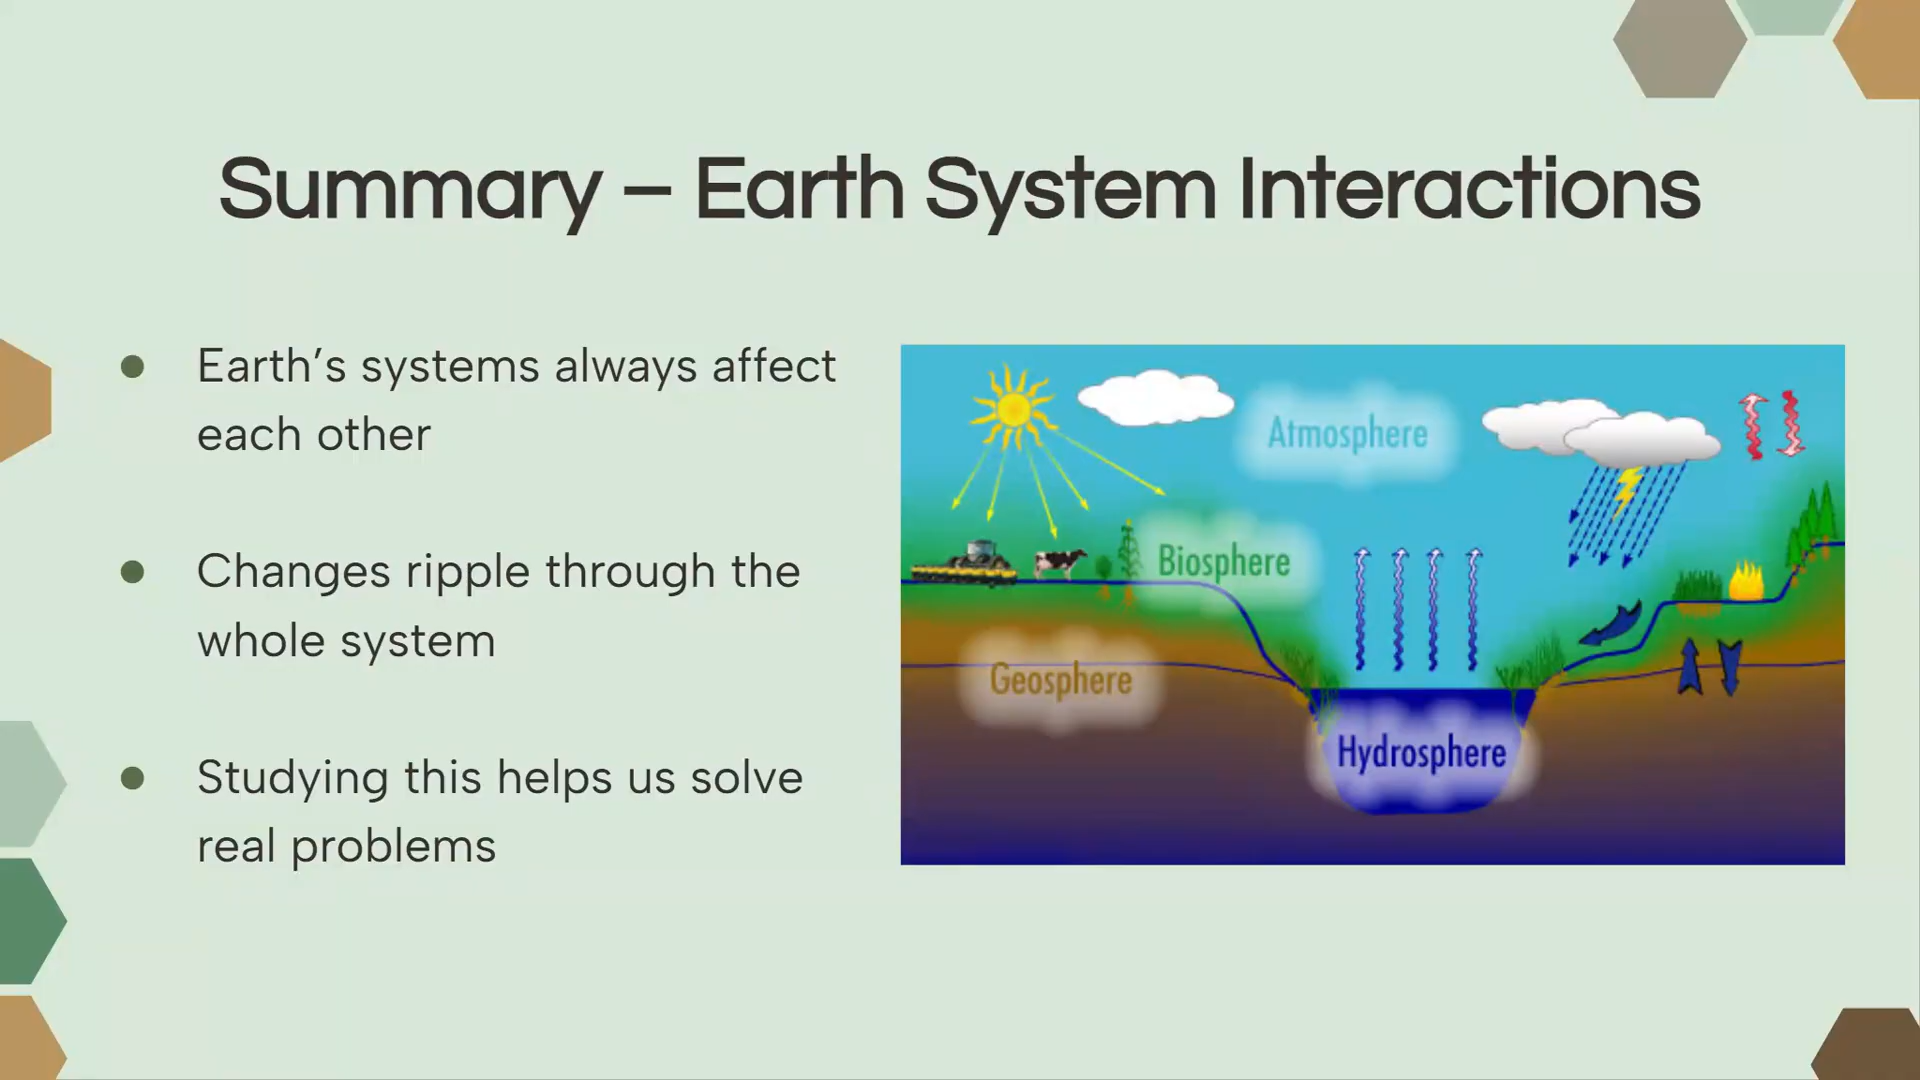 Summary – Earth System Interactions
Earth’s systems always affect
each other
Changes ripple through the
whole system
Studying this helps us solve
real problems
Atmosphere
Biosphere
Geosphere
Hydrosphere